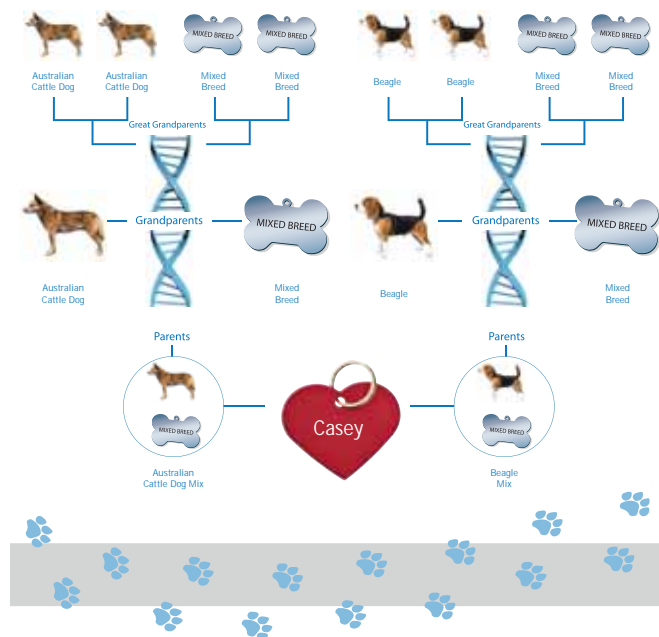 MIXED BREED
MIXED BREED
MIXED BREED
MIXED BREED
Australian
Cattle Dog
Australian
Cattle Dog
Mixed
Breed
Mixed
Breed
Beagle
Beagle
Mixed
Breed
Mixed
Breed
Great Grandparents
Great Grandparents
Grandparents
MIXED BREED
Grandparents
MIXED BREED
Australian
Cattle Dog
Mixed
Breed
Beagle
Mixed
Breed
Parents
Parents
MIXED BREED
Casey
MIXED BREED
Australian
Cattle Dog Mix
Beagle
Mix